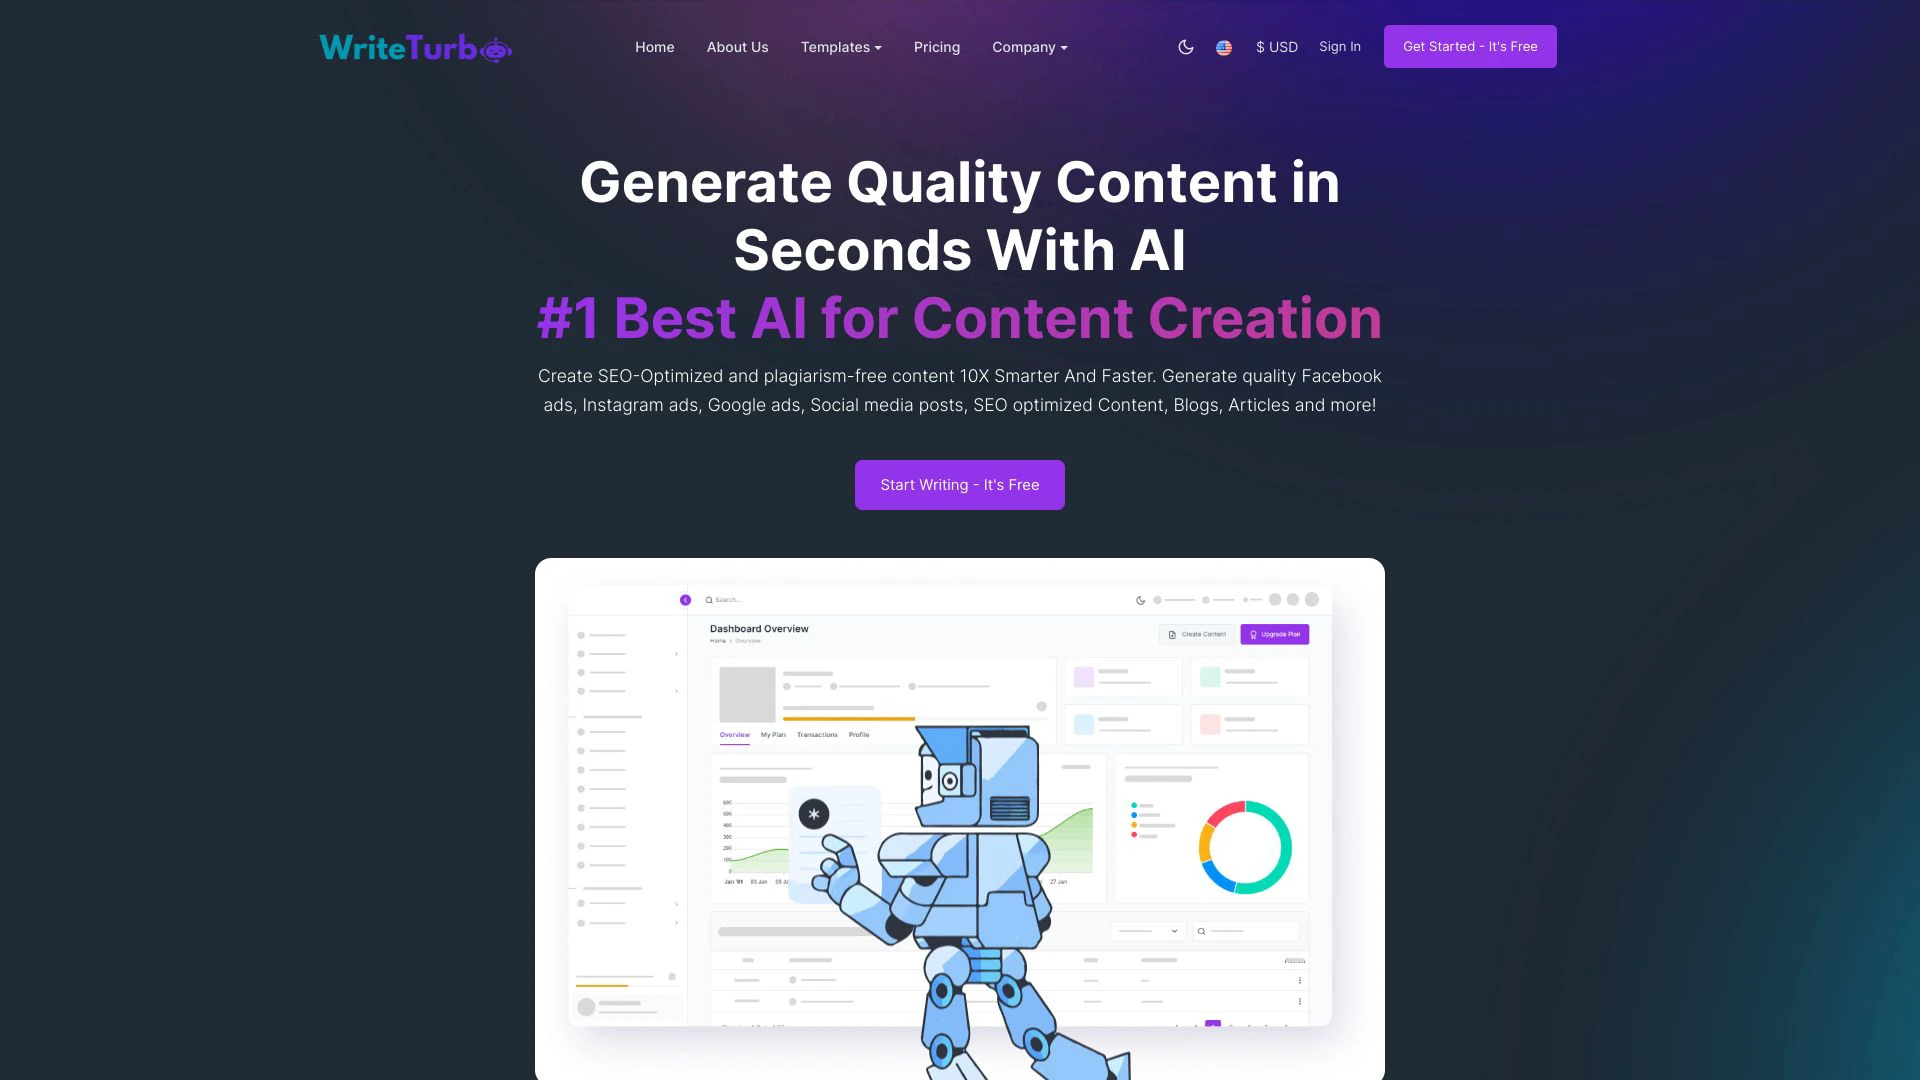 WriteTurbo
Home
About Us
Templates
Pricing
Company
$ USD
Sign In
Get Started - It's Free
Generate Quality Content in
Seconds With AI
#1 Best AI for Content Creation
Create SEO-Optimized and plagiarism-free content 10X Smarter And Faster. Generate quality Facebook
ads, Instagram ads, Google ads, Social media posts, SEO optimized Content, Blogs, Articles and more!
Start Writing - It's Free
Search...
Dashboard Overview
Home > Overview
Create Content
Upgrade Plan
Overview
My Plan
Transactions
Profile
600
500
400
300
200
100
0
Jan '01
03 Jan
05 Ja
27 Jan